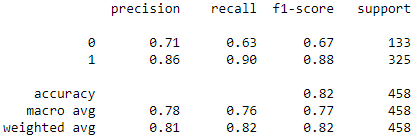 precision recall f1-score support
0 0.71 0.63 0.67 133
1 0.86 0.90 0.88 325
accuracy 0.82 458
macro avg 0.78 0.76 0.77 458
weighted avg 0.81 0.82 0.82 458